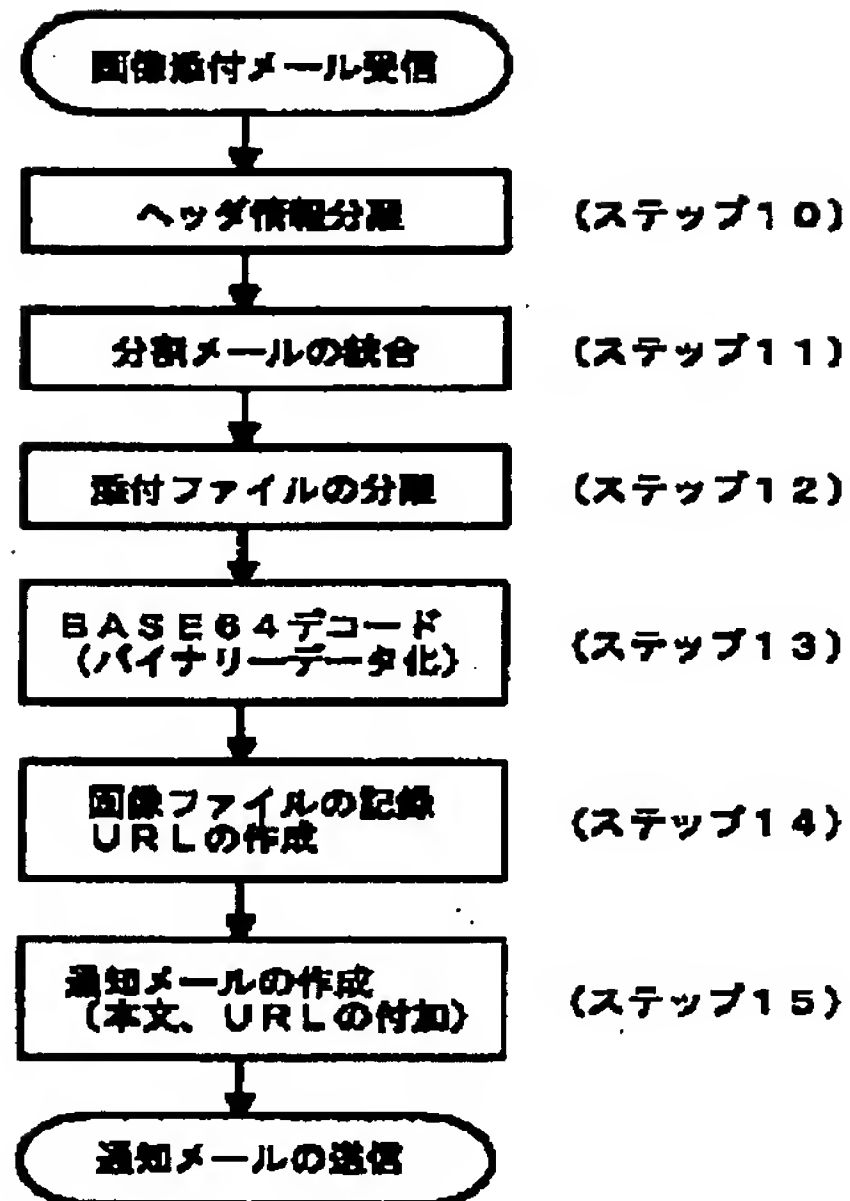 画像添付メール受信
ヘッダ情報分離
(ステップ10)
分割メールの統合
(ステップ11)
添付ファイルの分離
(ステップ12)
BASE64デコード
(バイナリーデータ化)
(ステップ13)
画像ファイルの記録
URLの作成
(ステップ14)
通知メールの作成
(本文、URLの付加)
(ステップ15)
通知メールの送信